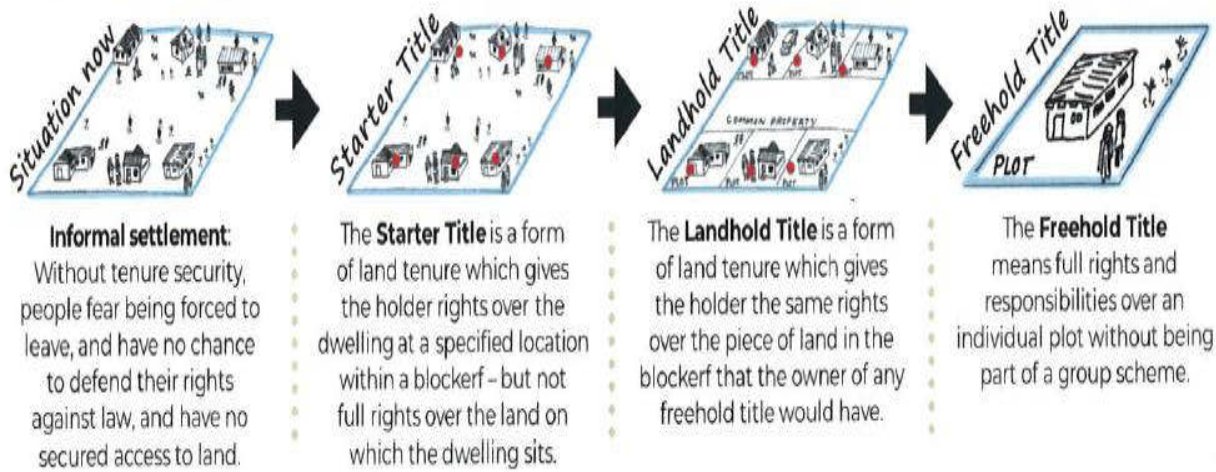 Situation now
Informal settlement:
Without tenure security,
people fear being forced to
leave, and have no chance
to defend their rights
against law, and have no
secured access to land.
Starter Title
The Starter Title is a form
of land tenure which gives
the holder rights over the
dwelling at a specified location
within a blockerf – but not
full rights over the land on
which the dwelling sits.
Landhold Title
PLOT
PLOT
COMMON PROPERTY
PLOT
PLOT
PLOT
The Landhold Title is a form
of land tenure which gives
the holder the same rights
over the piece of land in the
blockerf that the owner of any
freehold title would have.
Freehold Title
PLOT
The Freehold Title
means full rights and
responsibilities over an
individual plot without being
part of a group scheme.